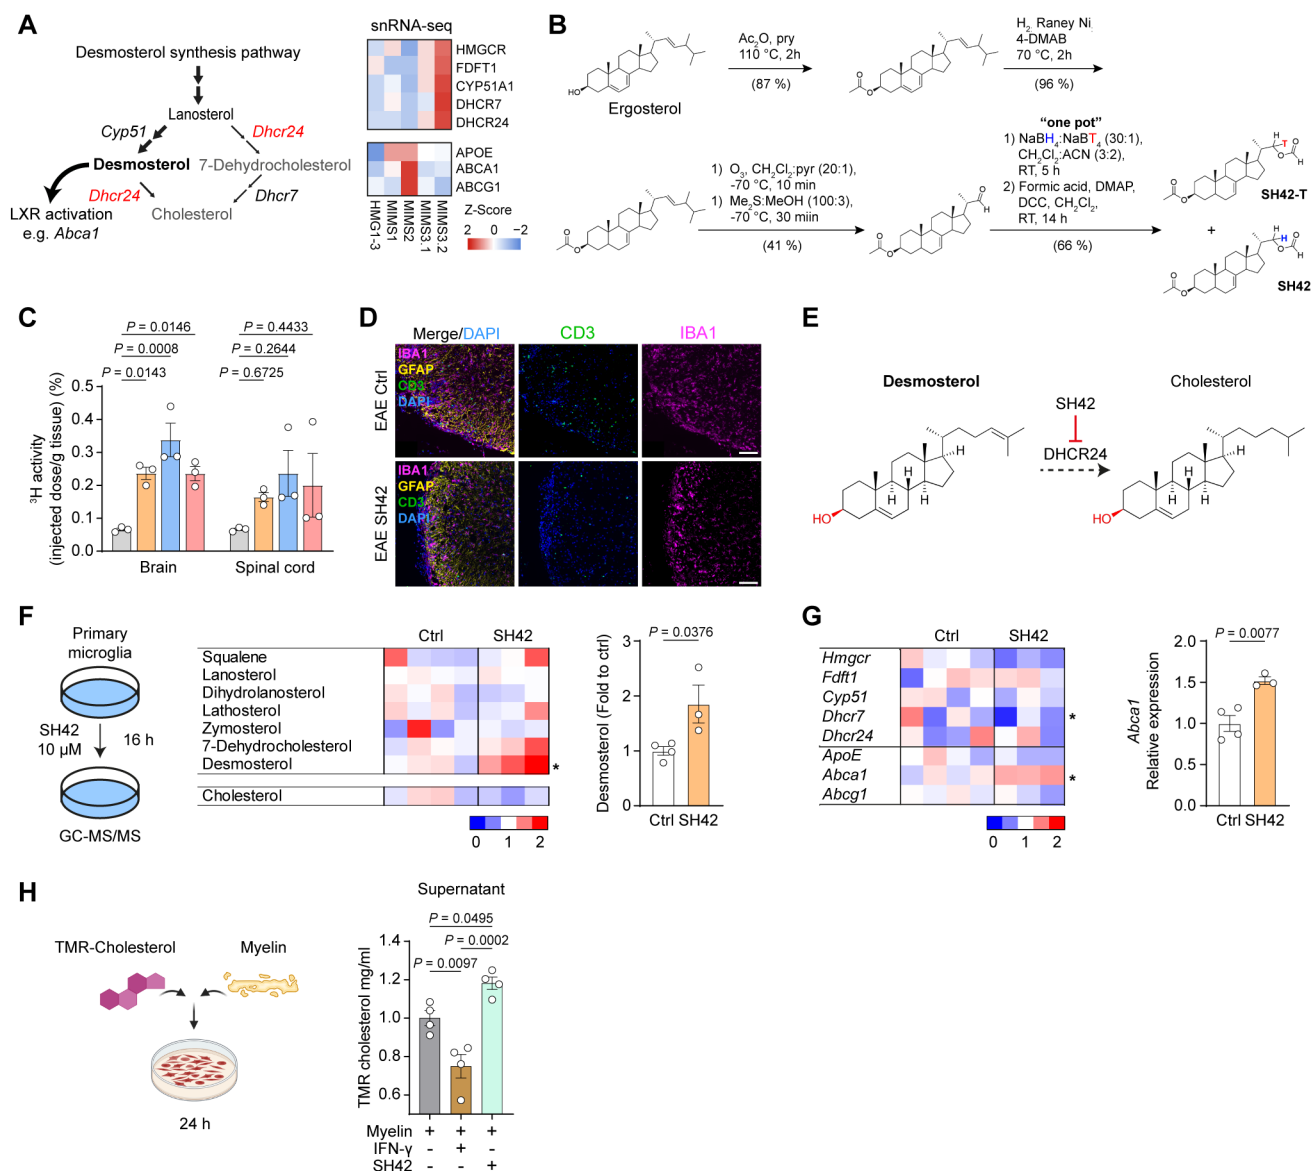 A
Desmosterol synthesis pathway
Lanosterol
Cyp51
Dhcr24
Desmosterol
7-Dehydrocholesterol
Dhcr24
Dhcr7
LXR activation
e.g. Abca1
Cholesterol
snRNA-seq
HMGCR
FDFT1
CYP51A1
DHCR7
DHCR24
APOE
ABCA1
ABCG1
HMG1-3
MIMS1
MIMS2
MIMS3.1
MIMS3.2
Z-Score
2 0 −2
B
HO
Ergosterol
Ac2O, pry
110 °C, 2h
(87 %)
O
O
H2, Raney Ni,
4-DMAB
70 °C, 2h
(96 %)
O
O
1) O3, CH2Cl2:pyr (20:1),
-70 °C, 10 min
1) Me2S:MeOH (100:3),
-70 °C, 30 miin
(41 %)
O
O
O
H
“one pot”
1) NaBH4:NaBT4 (30:1),
CH2Cl2:ACN (3:2),
RT, 5 h
2) Formic acid, DMAP,
DCC, CH2Cl2,
RT, 14 h
(66 %)
H
T
O
O
H
O
O
SH42-T
+
H
H
O
O
H
O
O
SH42
C
P = 0.0146
P = 0.0008
P = 0.0143
P = 0.4433
P = 0.2644
P = 0.6725
3H activity
(injected dose/g tissue) (%)
0.5
0.4
0.3
0.2
0.1
0.0
Brain
Spinal cord
D
Merge/DAPI
CD3
IBA1
EAE Ctrl
IBA1
GFAP
CD3
DAPI
EAE SH42
IBA1
GFAP
CD3
DAPI
E
Desmosterol
Cholesterol
SH42
DHCR24
HO
H
H
H
H
HO
H
H
H
H
F
Primary
microglia
SH42
10 µM
16 h
GC-MS/MS
Ctrl
SH42
Squalene
Lanosterol
Dihydrolanosterol
Lathosterol
Zymosterol
7-Dehydrocholesterol
Desmosterol
*
Cholesterol
0 1 2
Desmosterol (Fold to ctrl)
P = 0.0376
3
2
1
0
Ctrl SH42
G
Ctrl
SH42
Hmgcr
Fdft1
Cyp51
Dhcr7
*
Dhcr24
ApoE
Abca1
*
Abcg1
0 1 2
Abca1
Relative expression
P = 0.0077
2.0
1.5
1.0
0.5
0.0
Ctrl SH42
H
TMR-Cholesterol
Myelin
24 h
Supernatant
P = 0.0495
P = 0.0002
P = 0.0097
TMR cholesterol mg/ml
1.4
1.2
1.0
0.8
0.6
Myelin + + +
IFN-γ - + -
SH42 - - +